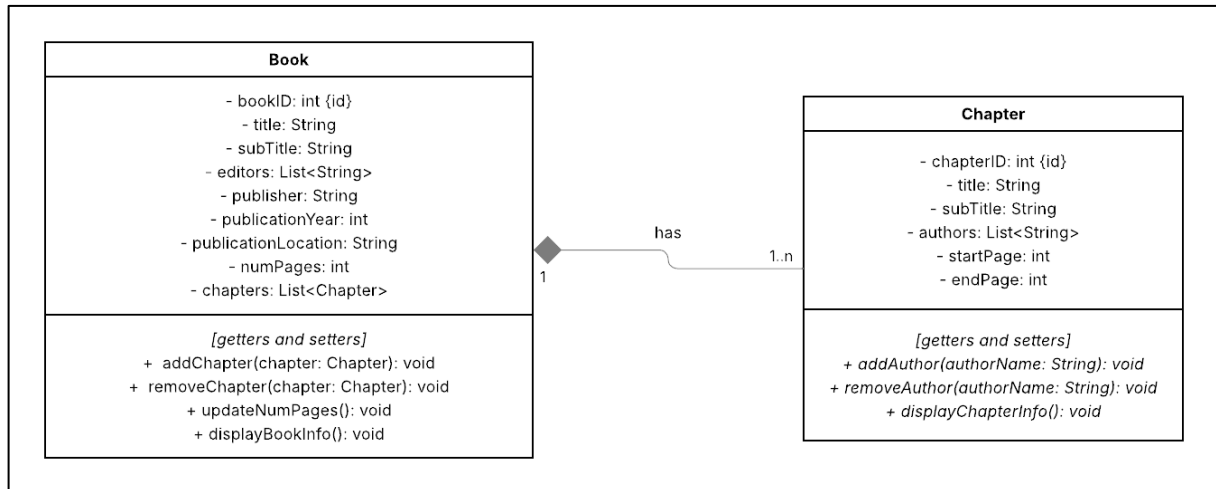 Book
- bookID: int {id}
- title: String
- subTitle: String
- editors: List<String>
- publisher: String
- publicationYear: int
- publicationLocation: String
- numPages: int
- chapters: List<Chapter>
[getters and setters]
+ addChapter(chapter: Chapter): void
+ removeChapter(chapter: Chapter): void
+ updateNumPages(): void
+ displayBookInfo(): void
1
has
1..n
Chapter
- chapterID: int {id}
- title: String
- subTitle: String
- authors: List<String>
- startPage: int
- endPage: int
[getters and setters]
+ addAuthor(authorName: String): void
+ removeAuthor(authorName: String): void
+ displayChapterInfo(): void